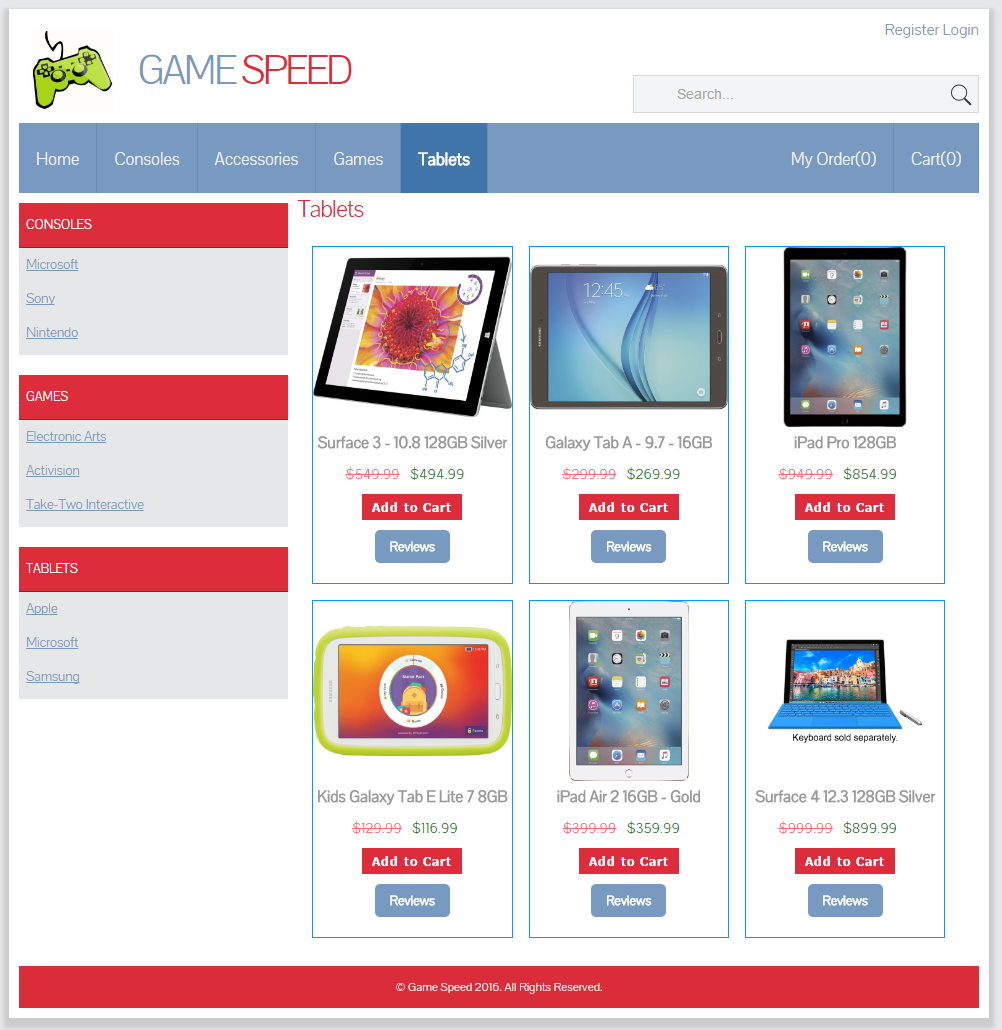 Register Login
GAME SPEED
Search...
Home Consoles Accessories Games Tablets My Order(0) Cart(0)
CONSOLES
Microsoft
Sony
Nintendo
GAMES
Electronic Arts
Activision
Take-Two Interactive
TABLETS
Apple
Microsoft
Samsung
Tablets
Surface 3 - 10.8 128GB Silver
$549.99 $494.99
Add to Cart
Reviews
12:45
SAMSUNG
Galaxy Tab A - 9.7 - 16GB
$299.99 $269.99
Add to Cart
Reviews
iPad Pro 128GB
$949.99 $854.99
Add to Cart
Reviews
Kids Galaxy Tab E Lite 7 8GB
$129.99 $116.99
Add to Cart
Reviews
iPad Air 2 16GB - Gold
$399.99 $359.99
Add to Cart
Reviews
Keyboard sold separately.
Surface 4 12.3 128GB Silver
$999.99 $899.99
Add to Cart
Reviews
© Game Speed 2016. All Rights Reserved.